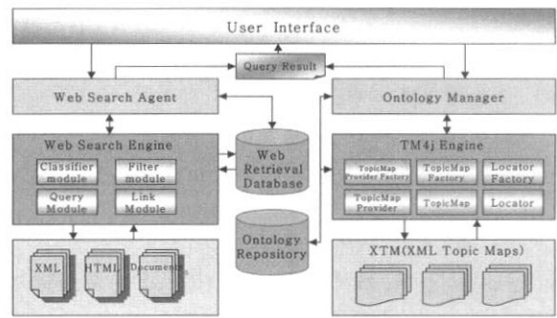 User Interface
Query Result
Web Search Agent
Ontology Manager
Web Search Engine
Classifier
module
Filter
module
Query
Module
Link
Module
Web
Retrieval
Database
TM4j Engine
TopicMap
Provider Factory
TopicMap
Factory
Locator
Factory
TopicMap
Provider
TopicMap
Locator
Ontology
Repository
XML
HTML
Documents
XTM(XML Topic Maps)